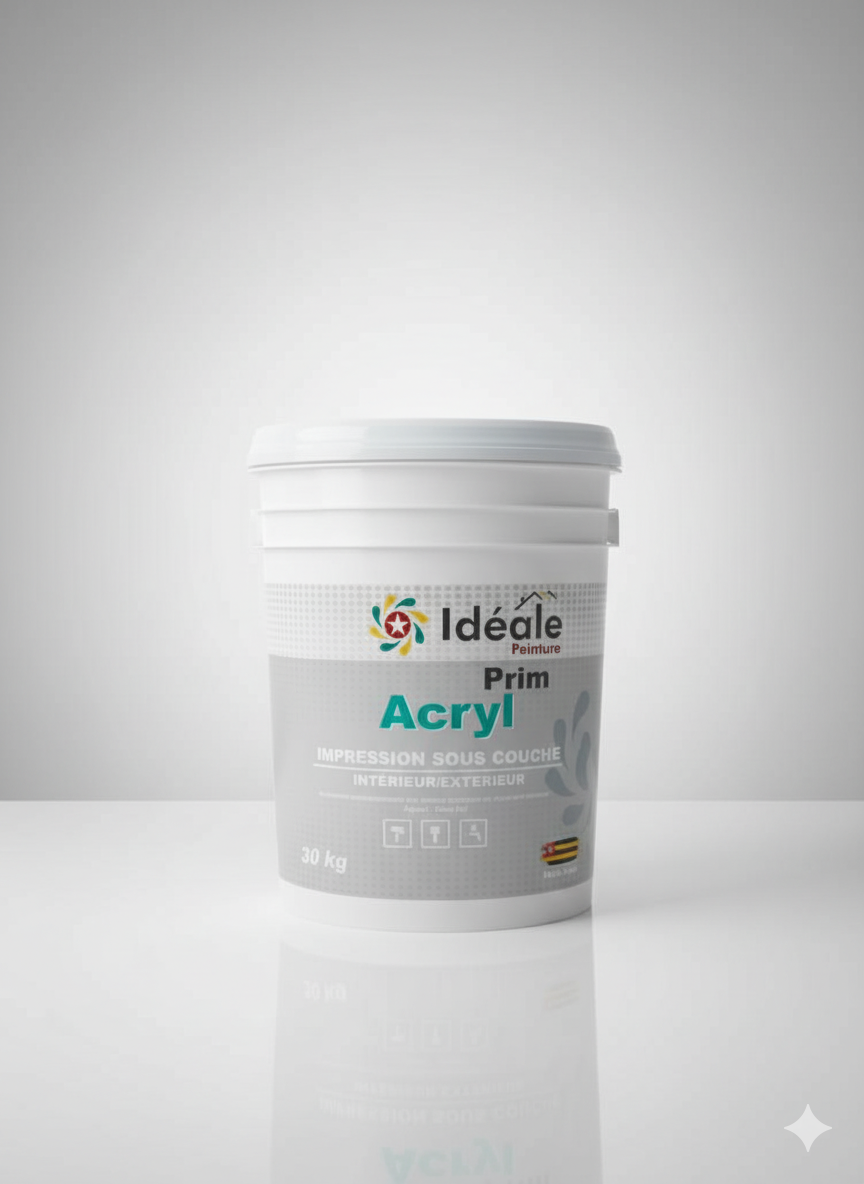 Idéale
Peinture
Prim
Acryl
IMPRESSION SOUS COUCHE
INTÉRIEUR/EXTERIEUR
30 kg